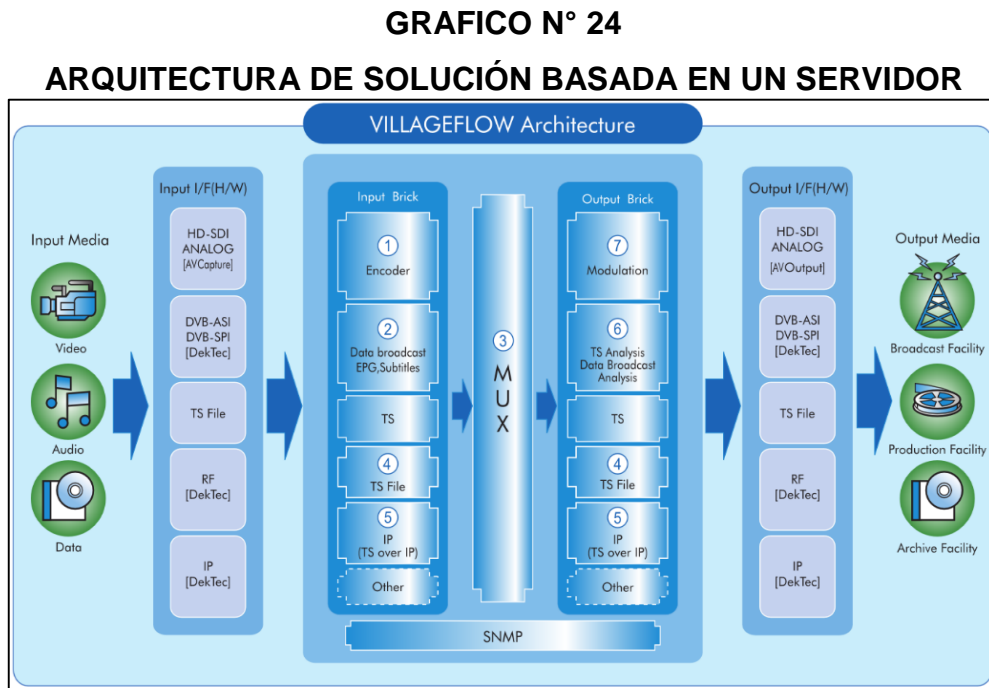 GRAFICO N° 24
ARQUITECTURA DE SOLUCIÓN BASADA EN UN SERVIDOR
VILLAGEFLOW Architecture
Input Media
Video
Audio
Data
Input I/F(H/W)
HD-SDI
ANALOG
[AVCapture]
DVB-ASI
DVB-SPI
[DekTec]
TS File
RF
[DekTec]
IP
[DekTec]
Input Brick
1
Encoder
2
Data broadcast
EPG,Subtitles
TS
4
TS File
5
IP
(TS over IP)
Other
3
M
U
X
Output Brick
7
Modulation
6
TS Analysis
Data Broadcast
Analysis
TS
4
TS File
5
IP
(TS over IP)
Other
SNMP
Output I/F(H/W)
HD-SDI
ANALOG
[AVOutput]
DVB-ASI
DVB-SPI
[DekTec]
TS File
RF
[DekTec]
IP
[DekTec]
Output Media
Broadcast Facility
Production Facility
Archive Facility